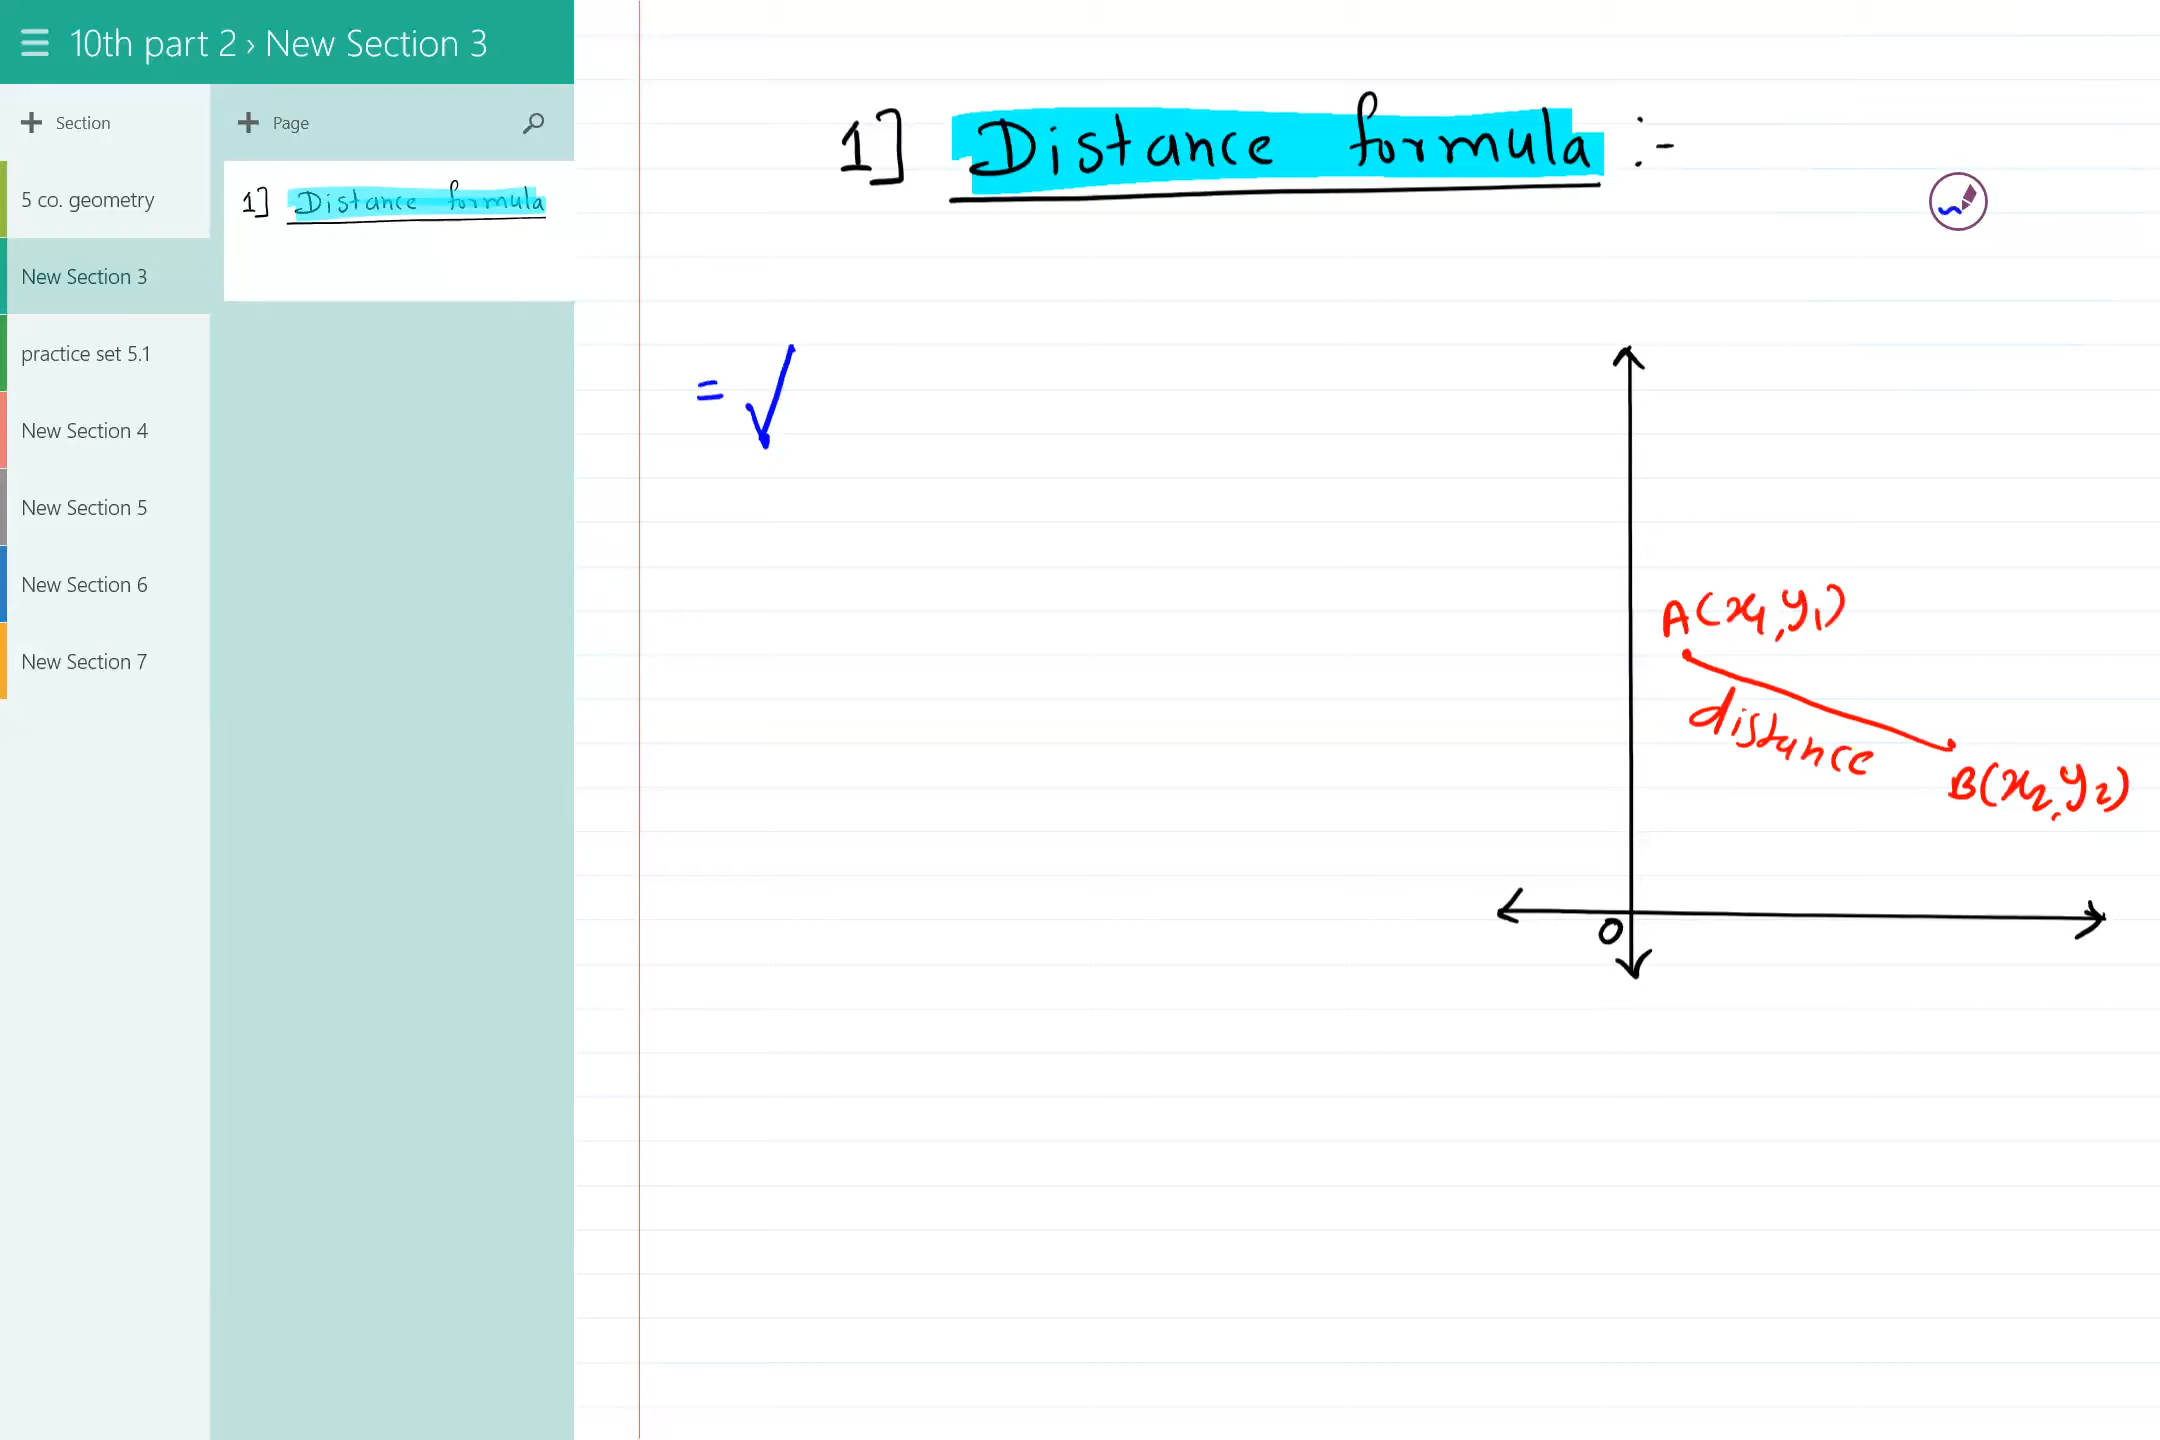 10th part 2 › New Section 3
+ Section
+ Page
5 co. geometry
New Section 3
practice set 5.1
New Section 4
New Section 5
New Section 6
New Section 7
1] Distance formula
1] Distance formula :-
= √
A(x1, y1)
distance
B(x2, y2)
O